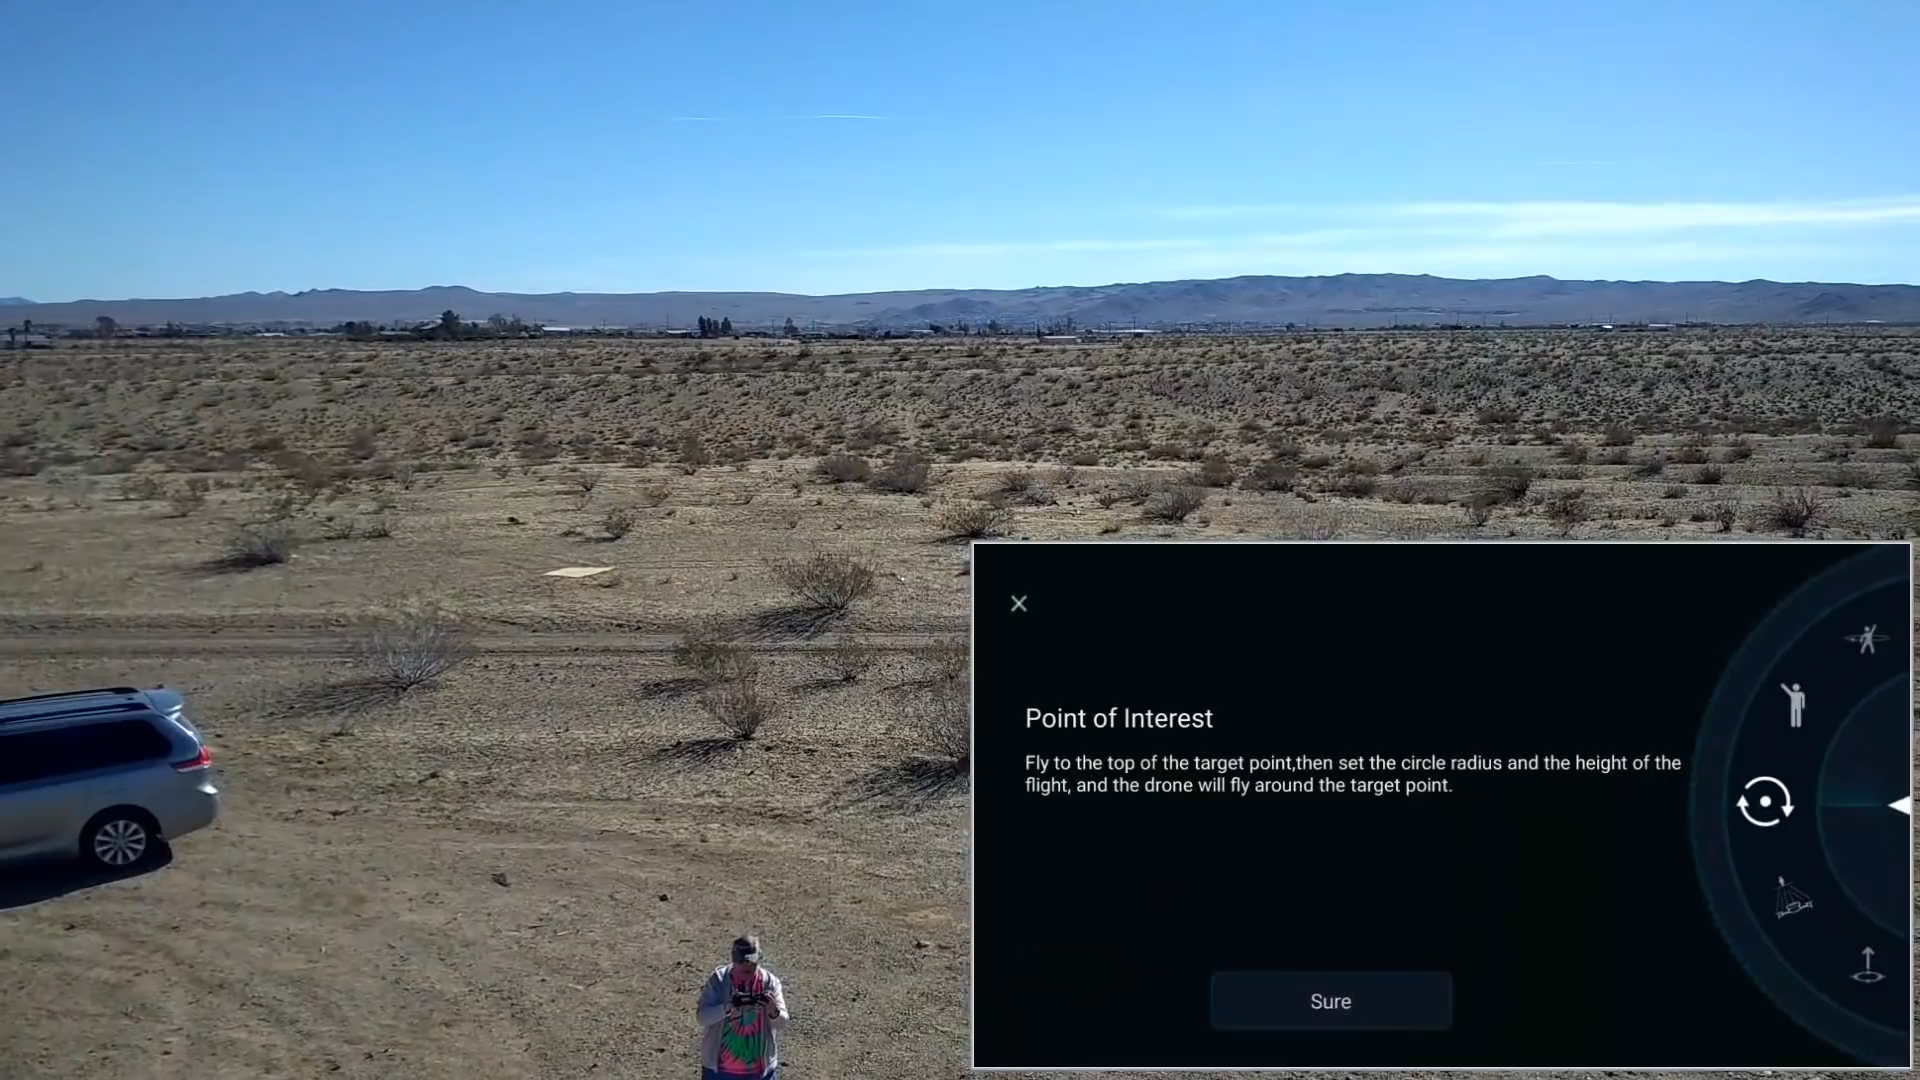 Point of Interest
Fly to the top of the target point,then set the circle radius and the height of the
flight, and the drone will fly around the target point.
Sure